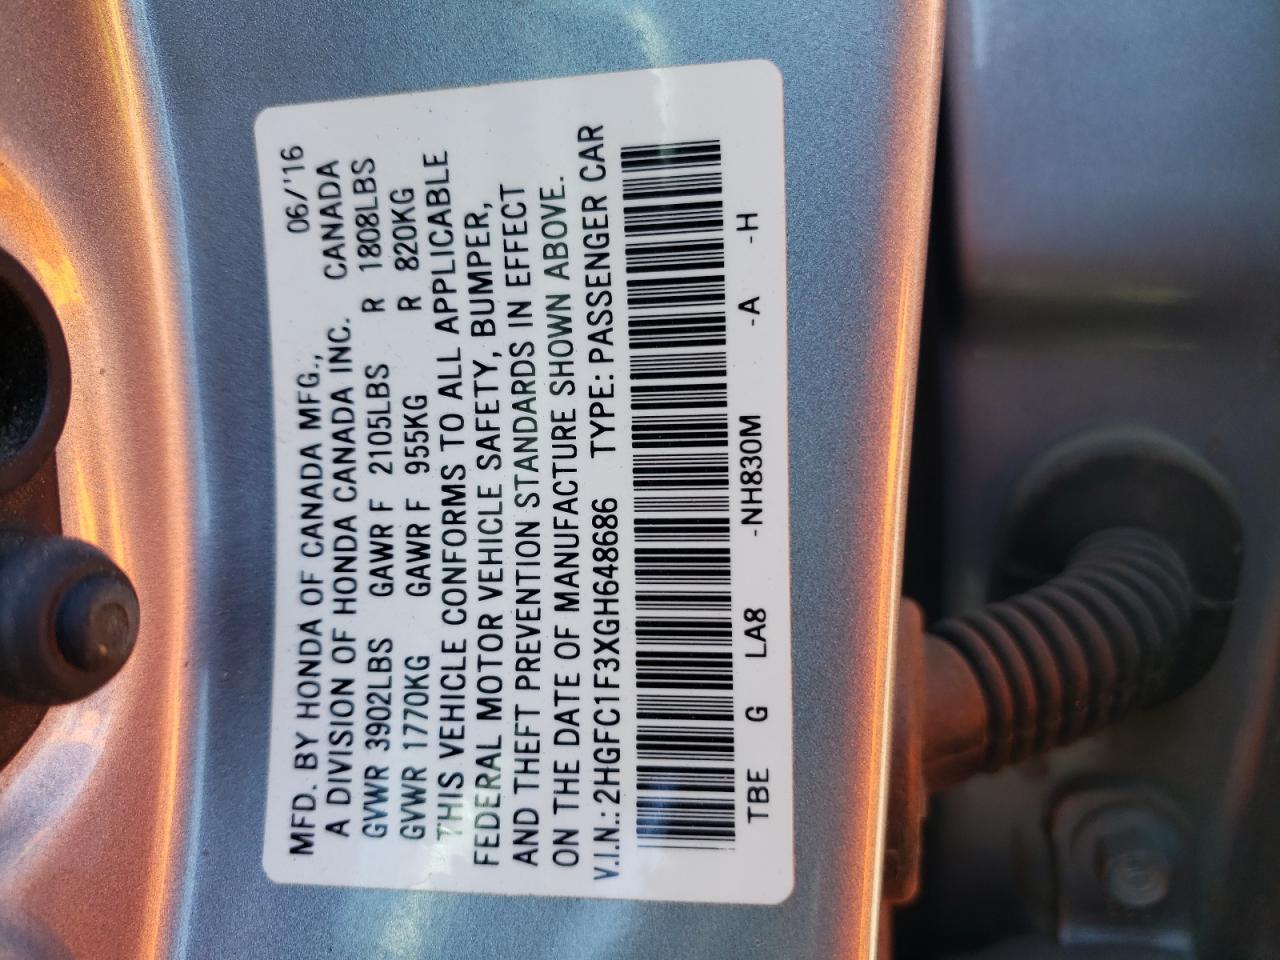 MFD. BY HONDA OF CANADA MFG., 06/'16
A DIVISION OF HONDA CANADA INC. CANADA
GVWR 3902LBS GAWR F 2105LBS R 1808LBS
GVWR 1770KG GAWR F 955KG R 820KG
THIS VEHICLE CONFORMS TO ALL APPLICABLE
FEDERAL MOTOR VEHICLE SAFETY, BUMPER,
AND THEFT PREVENTION STANDARDS IN EFFECT
ON THE DATE OF MANUFACTURE SHOWN ABOVE.
V.I.N.: 2HGFC1F3XGH648686 TYPE: PASSENGER CAR
TBE G LA8 -NH830M -A -H